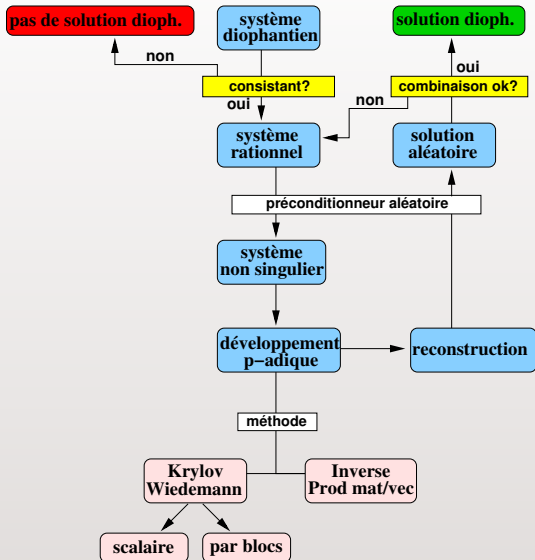 pas de solution dioph.
système
diophantien
solution dioph.
non
oui
consistant?
combinaison ok?
oui
non
système
rationnel
solution
aléatoire
préconditionneur aléatoire
système
non singulier
développement
p−adique
reconstruction
méthode
Krylov
Wiedemann
Inverse
Prod mat/vec
scalaire
par blocs